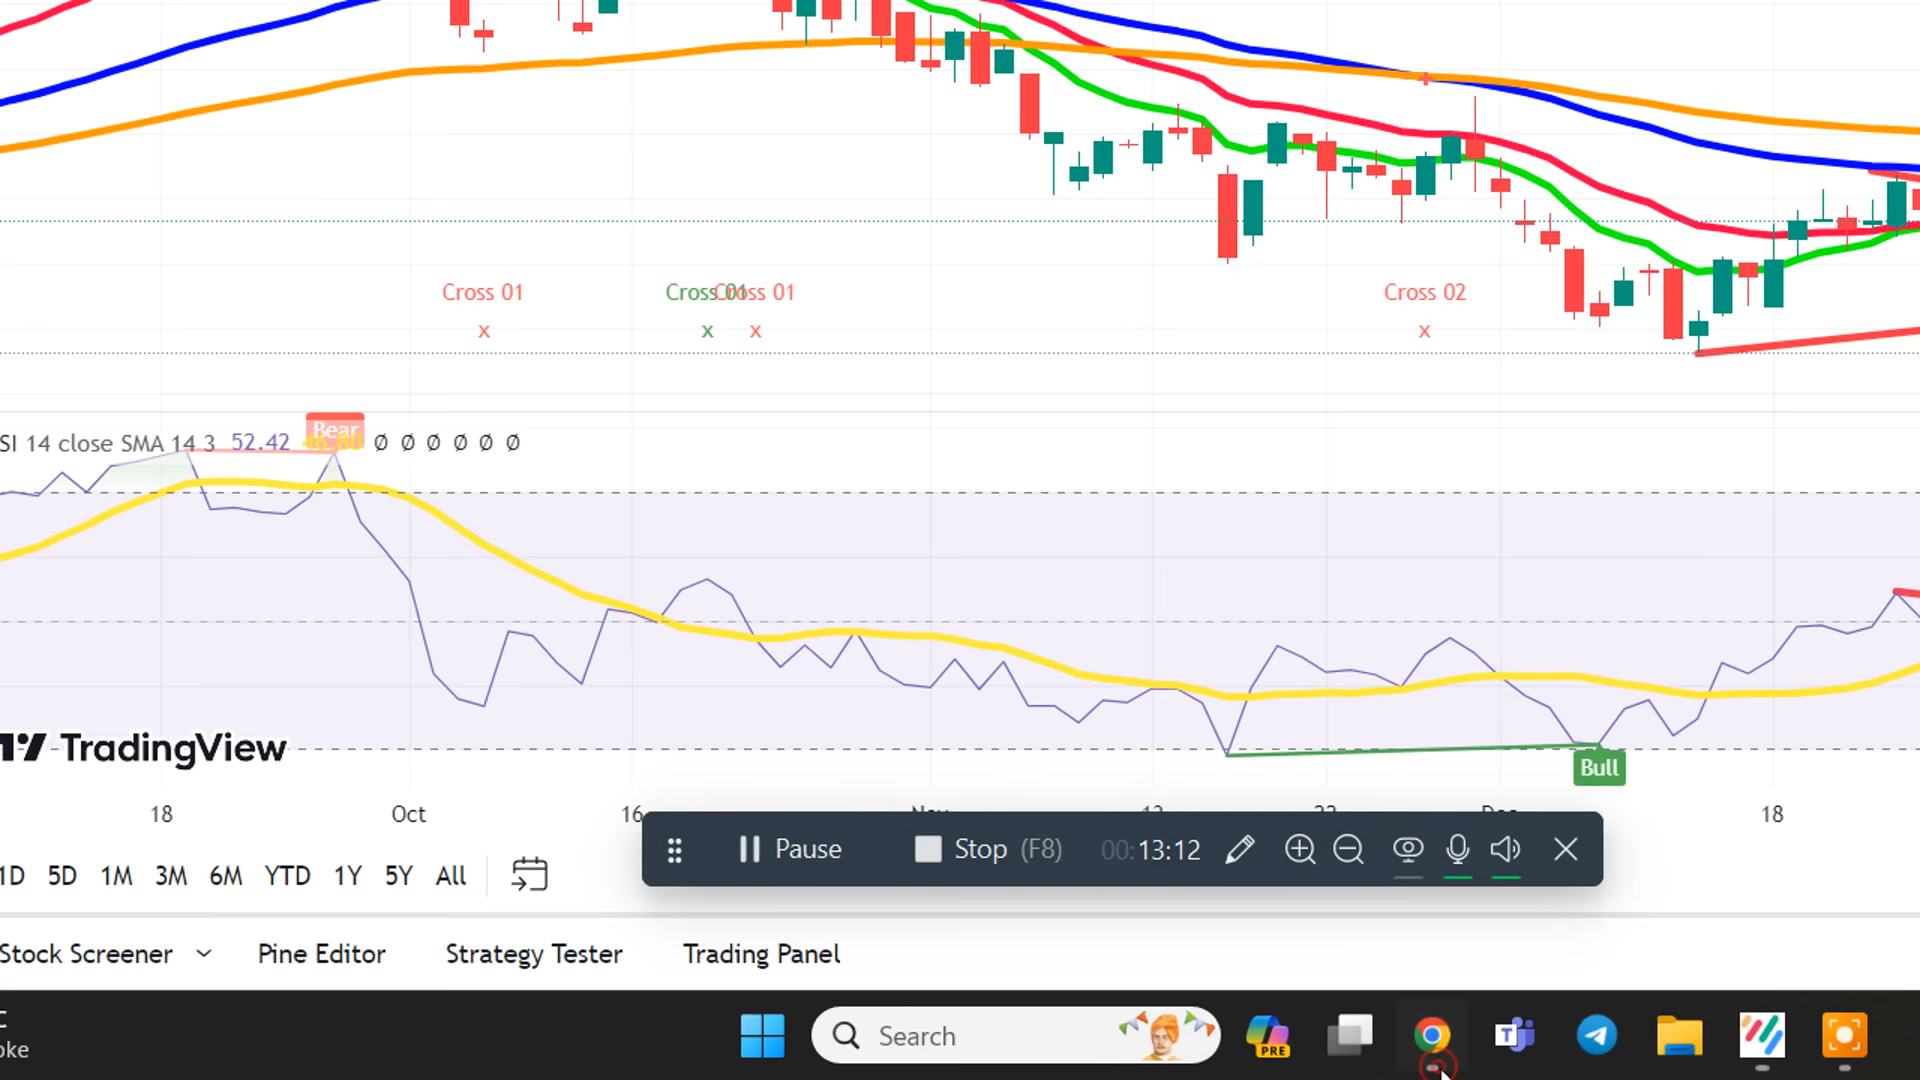 Cross 01
Cross 01
Cross 02
x
x
x
x
Bear
SI 14 close SMA 14 3 52.42 Ø Ø Ø Ø Ø Ø
TradingView
Bull
18 Oct 16 18
Pause Stop (F8) 00:13:12
1D 5D 1M 3M 6M YTD 1Y 5Y All
Stock Screener Pine Editor Strategy Tester Trading Panel
Search
PRE
T